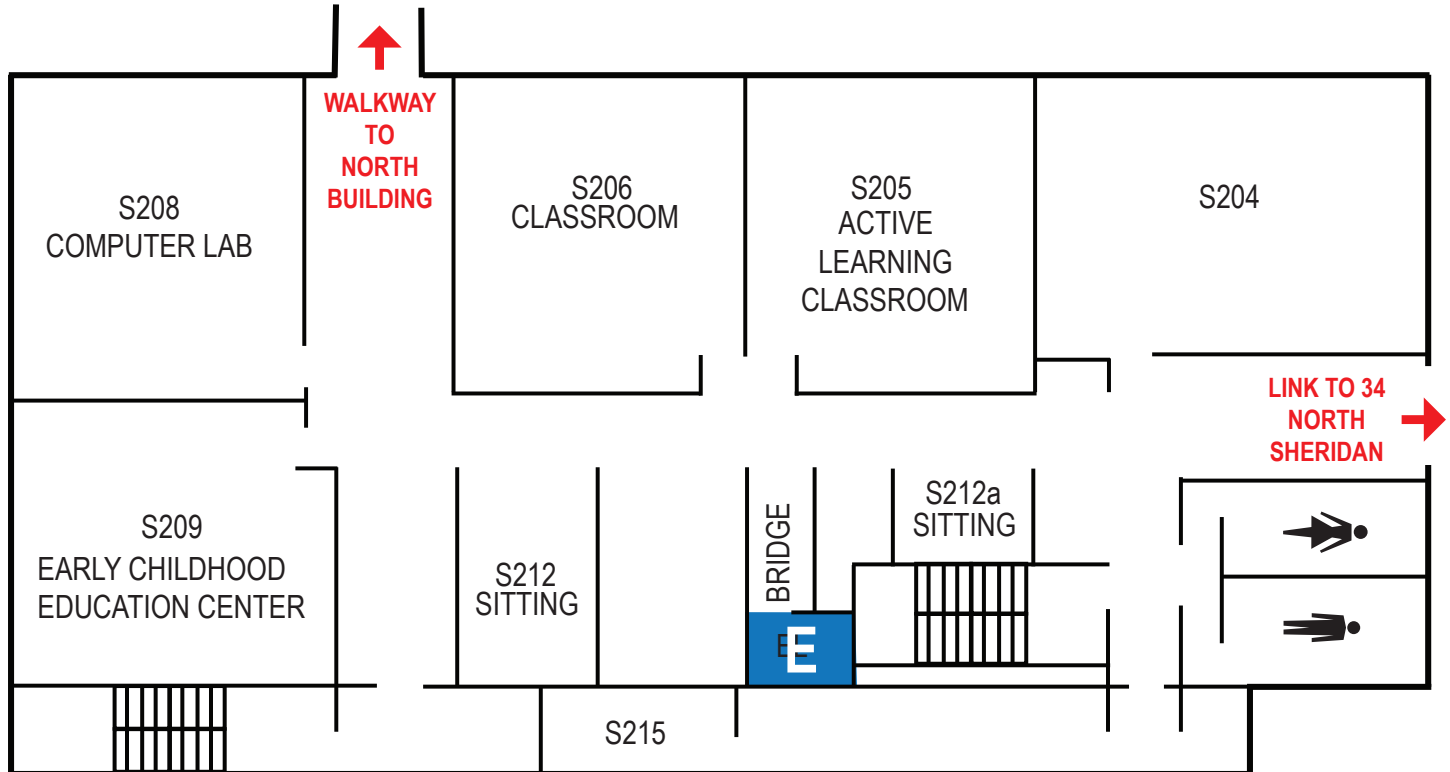 WALKWAY
TO
NORTH
BUILDING
S208
COMPUTER LAB
S206
CLASSROOM
S205
ACTIVE
LEARNING
CLASSROOM
S204
LINK TO 34
NORTH
SHERIDAN
S209
EARLY CHILDHOOD
EDUCATION CENTER
S212
SITTING
BRIDGE
S212a
SITTING
E
S215